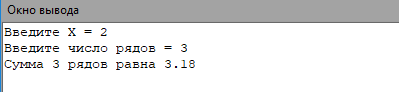 Окно вывода
Введите X = 2
Введите число рядов = 3
Сумма 3 рядов равна 3.18